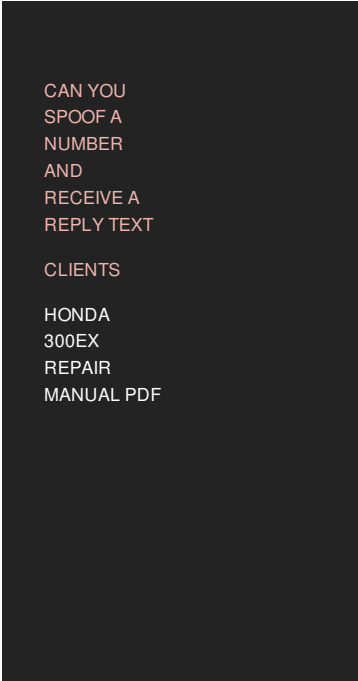 CAN YOU
SPOOF A
NUMBER
AND
RECEIVE A
REPLY TEXT
CLIENTS
HONDA
300EX
REPAIR
MANUAL PDF